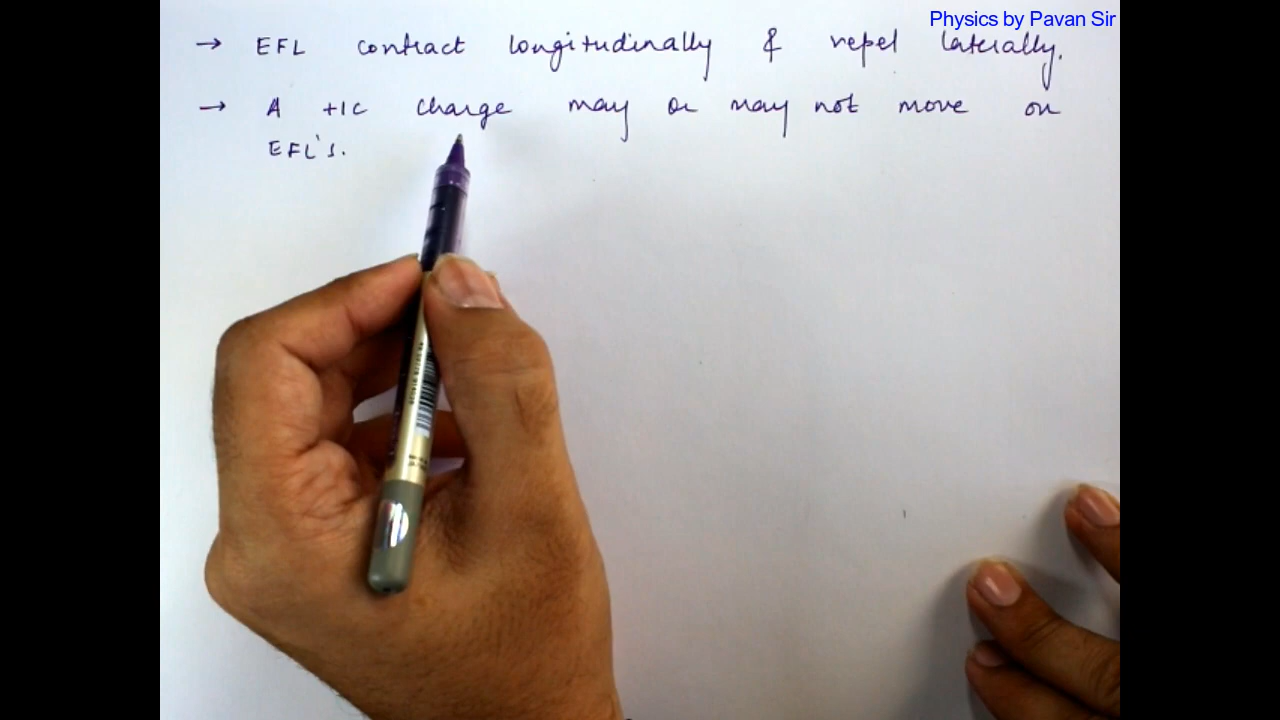 Physics by Pavan Sir
→ EFL contract longitudinally & repel laterally.
→ A +1C charge may or may not move on
EFL's.